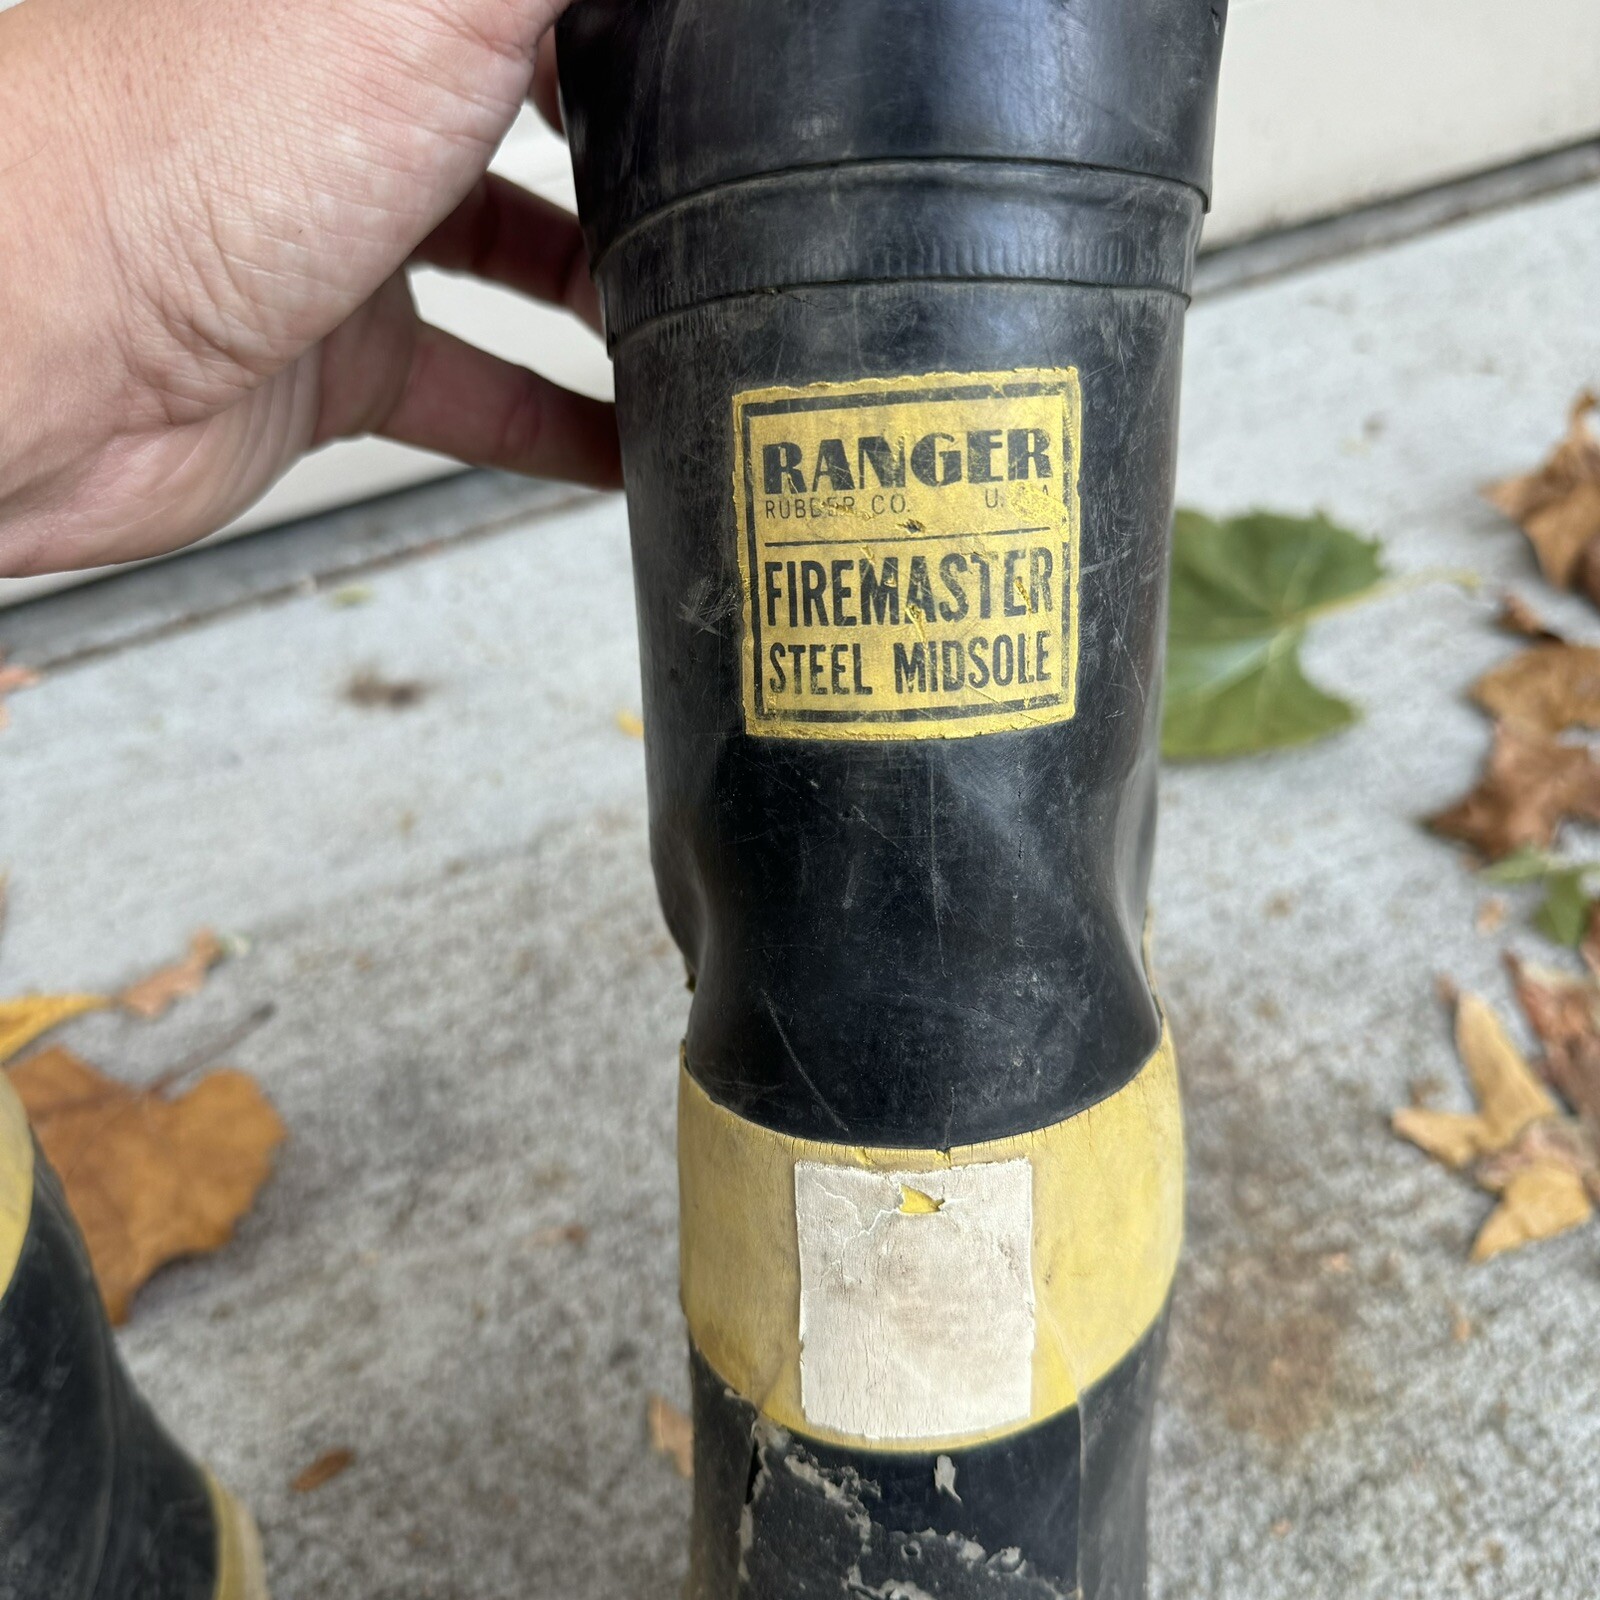 RANGER
RUBBER CO. U.S.A
FIREMASTER
STEEL MIDSOLE